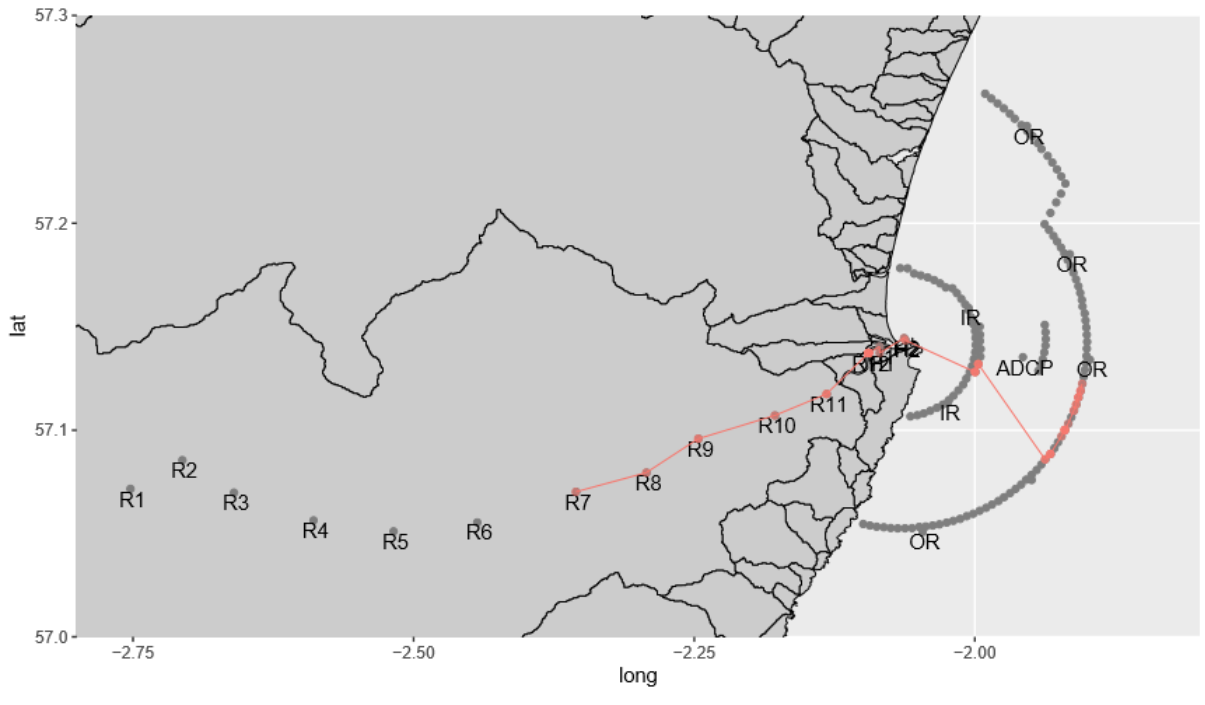 57.3
OR
57.2
lat
OR
IR
H2
ADCP
OR
R11
IR
R10
57.1
R9
R8
R7
R2
R1
R3
R4
R5
R6
OR
57.0
−2.75
−2.50
−2.25
−2.00
long